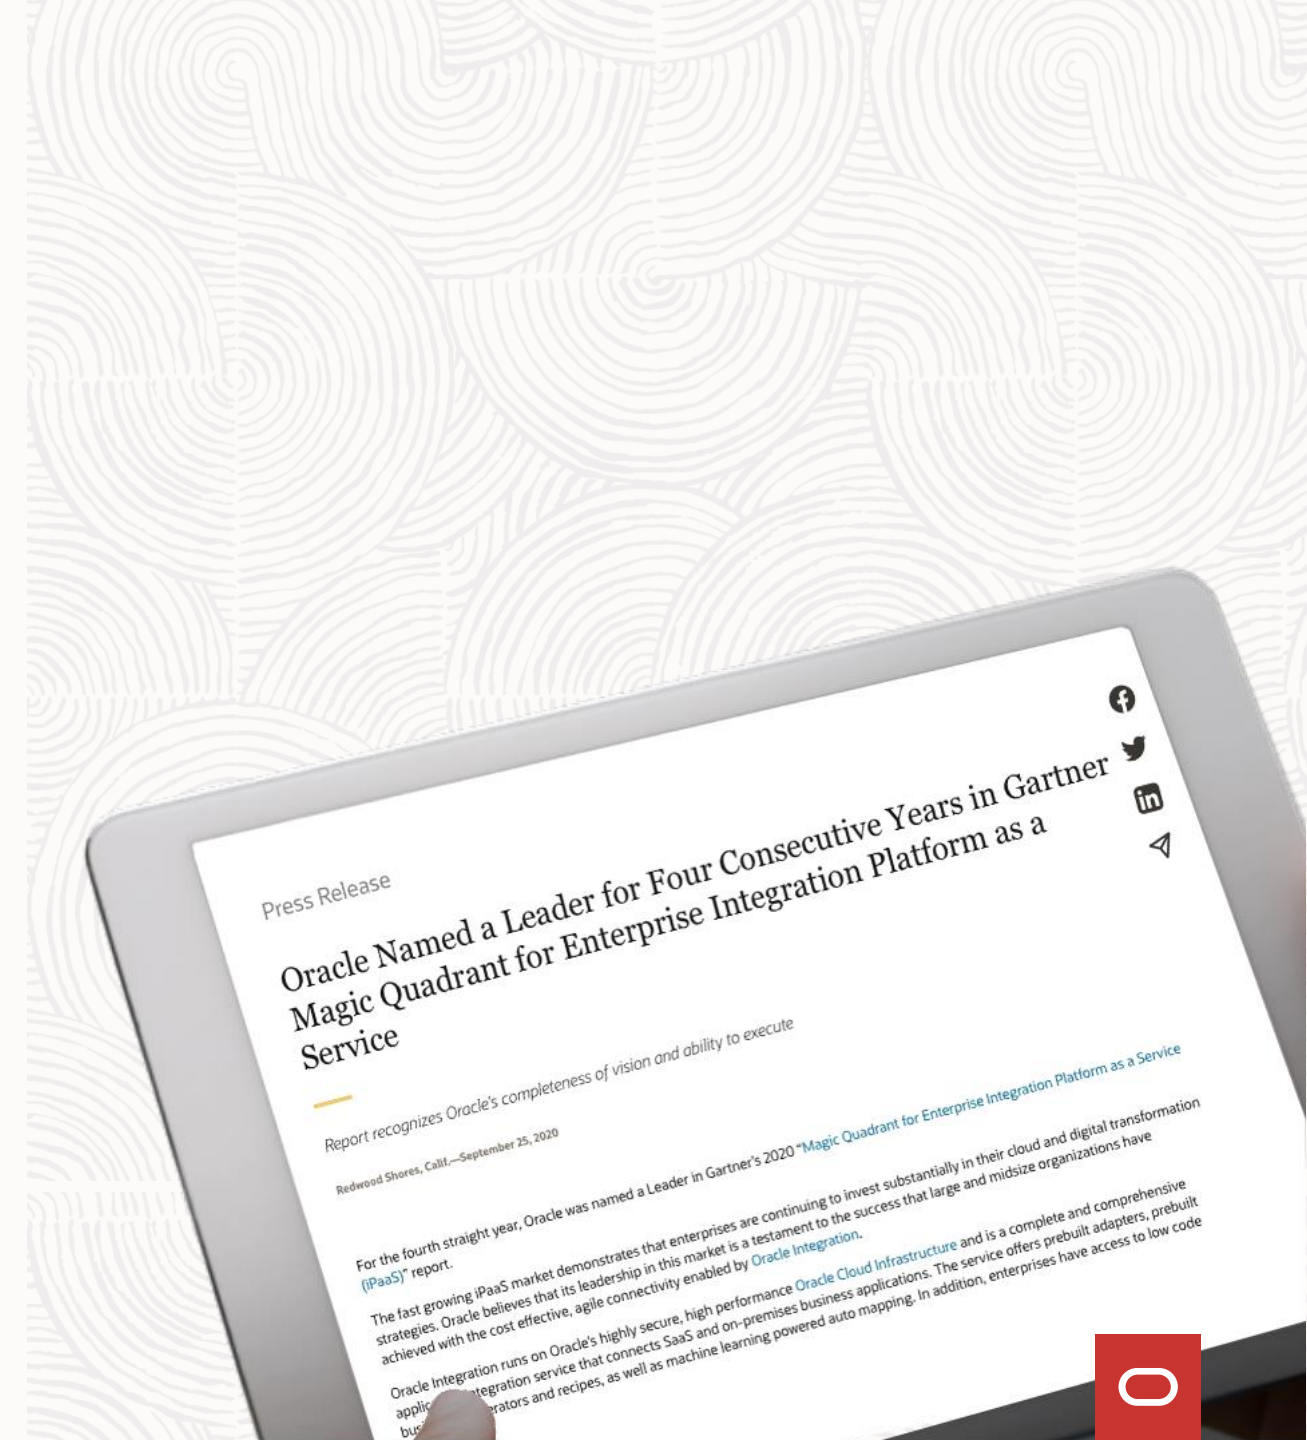 Press Release
Oracle Named a Leader for Four Consecutive Years in Gartner
Magic Quadrant for Enterprise Integration Platform as a
Service
Report recognizes Oracle's completeness of vision and ability to execute
Redwood Shores, Calif.—September 25, 2020
For the fourth straight year, Oracle was named a Leader in Gartner's 2020 “Magic Quadrant for Enterprise Integration Platform as a Service
(iPaaS)” report.
The fast growing iPaaS market demonstrates that enterprises are continuing to invest substantially in their cloud and digital transformation
strategies. Oracle believes that its leadership in this market is a testament to the success that large and midsize organizations have
achieved with the cost effective, agile connectivity enabled by Oracle Integration.
Oracle Integration runs on Oracle's highly secure, high performance Oracle Cloud Infrastructure and is a complete and comprehensive
integration service that connects SaaS and on-premises business applications. The service offers prebuilt adapters, prebuilt
and recipes, as well as machine learning powered auto mapping. In addition, enterprises have access to low code